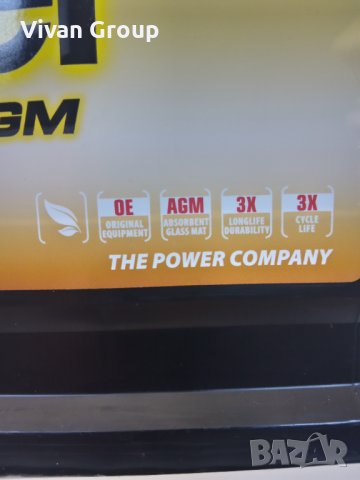 Vivan Group
GM
OE
ORIGINAL
EQUIPMENT
AGM
ABSORBENT
GLASS MAT
3X
LONGLIFE
DURABILITY
3X
CYCLE
LIFE
THE POWER COMPANY
BAZAR